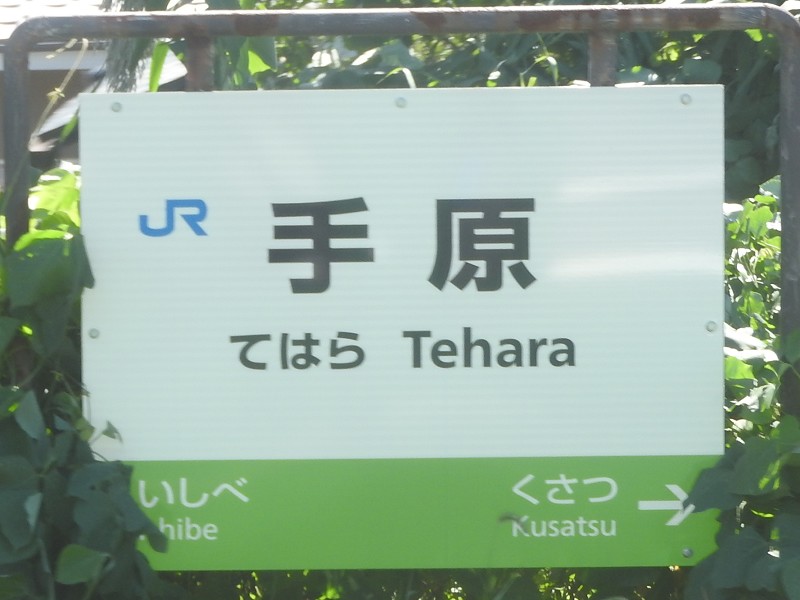 JR 手原
てはら Tehara
いしべ くさつ →
hibe Kusatsu